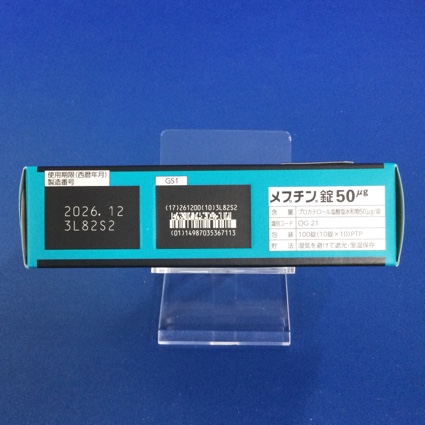 使用期限(西暦年月)
製造番号
2026.12
3L82S2
GS1
(17)261200(10)3L82S2
(01)14987035367113
メプチン®錠50μg
含量 プロカテロール塩酸塩水和物50μg/錠
識別コード OG 21
包装 100錠(10錠×10)PTP
貯法 湿気を避けて遮光・室温保存